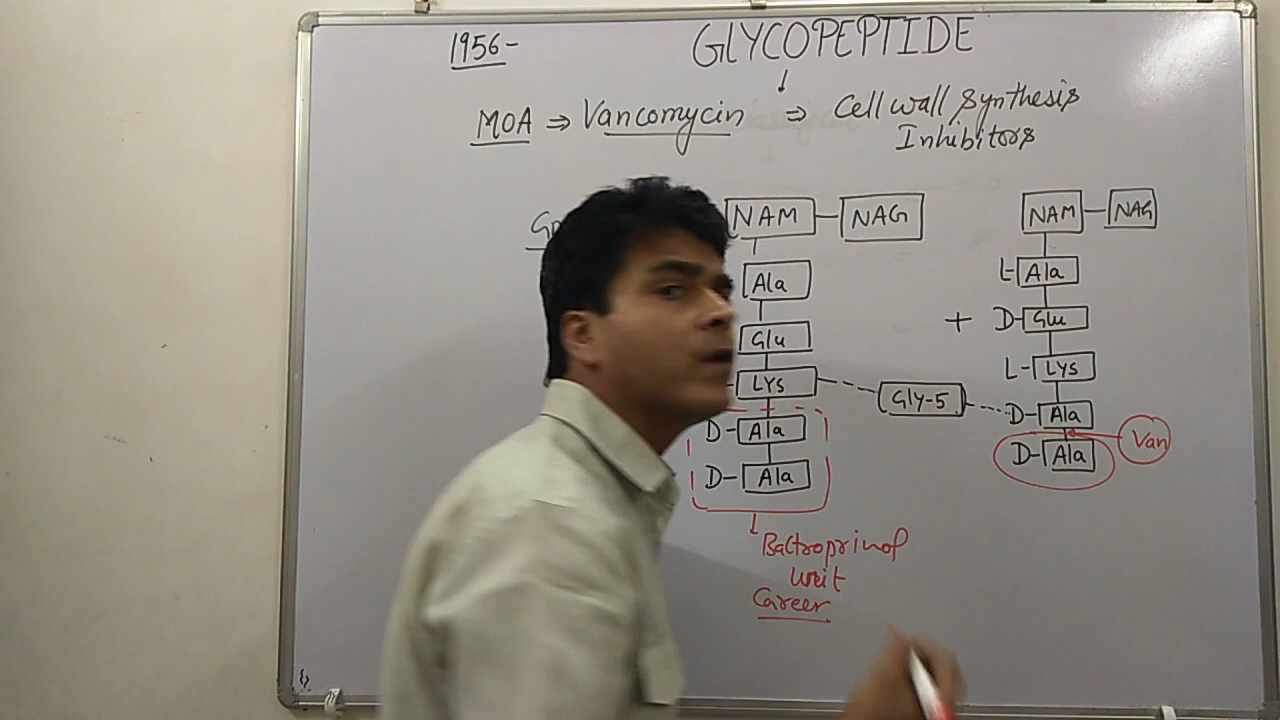 1956-
GLYCOPEPTIDE
MOA ⇒ Vancomycin ⇒ Cell wall Synthesis
Inhibitors
NAM NAG
Ala
Glu
LYS
D- Ala
D- Ala
Gly-5
+
NAM NAG
L- Ala
D- Glu
L- LYS
D- Ala
D- Ala
Van
Bactroprinol
unit
Career